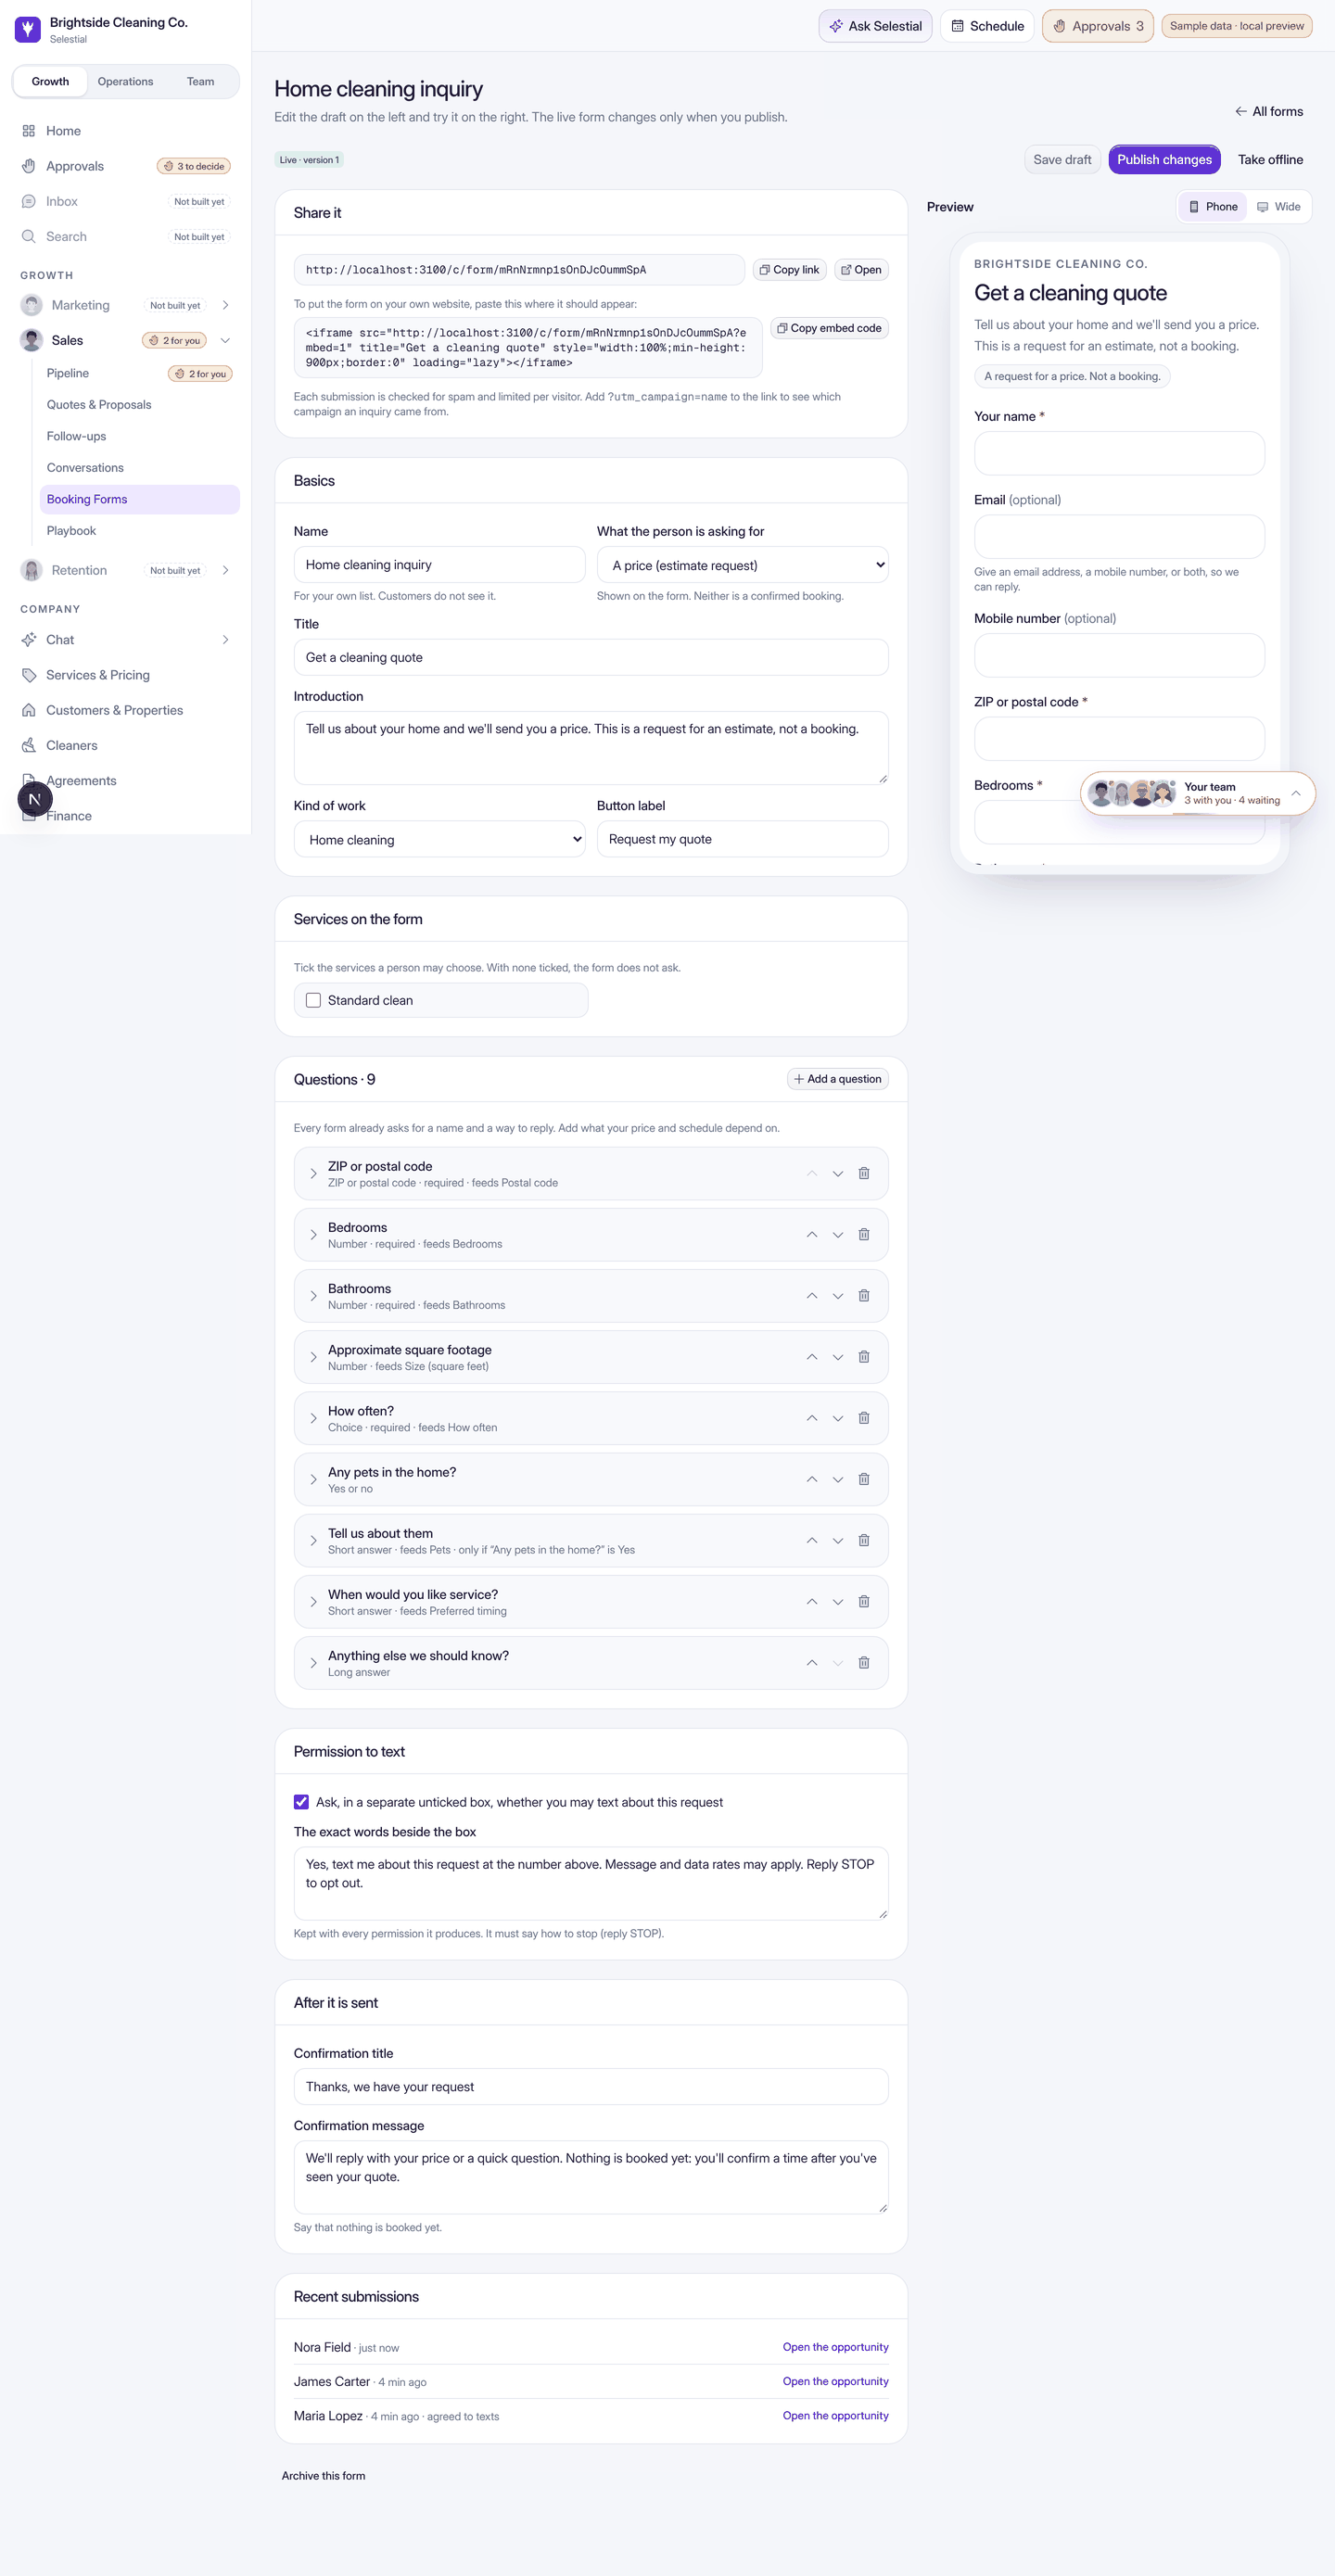 Brightside Cleaning Co.
Selestial
Growth
Operations
Team
Home
Approvals
3 to decide
Inbox
Not built yet
Search
Not built yet
GROWTH
Marketing
Not built yet
Sales
2 for you
Pipeline
2 for you
Quotes & Proposals
Follow-ups
Conversations
Booking Forms
Playbook
Retention
Not built yet
COMPANY
Chat
Services & Pricing
Customers & Properties
Cleaners
Agreements
Finance
N
Ask Selestial
Schedule
Approvals 3
Sample data · local preview
Home cleaning inquiry
Edit the draft on the left and try it on the right. The live form changes only when you publish.
All forms
Live · version 1
Save draft
Publish changes
Take offline
Share it
http://localhost:3100/c/form/mRnNrmnp1sOnDJcOummSpA
Copy link
Open
To put the form on your own website, paste this where it should appear:
<iframe src="http://localhost:3100/c/form/mRnNrmnp1sOnDJcOummSpA?e
mbed=1" title="Get a cleaning quote" style="width:100%;min-height:
900px;border:0" loading="lazy"></iframe>
Copy embed code
Each submission is checked for spam and limited per visitor. Add ?utm_campaign=name to the link to see which
campaign an inquiry came from.
Basics
Name
Home cleaning inquiry
For your own list. Customers do not see it.
What the person is asking for
A price (estimate request)
Shown on the form. Neither is a confirmed booking.
Title
Get a cleaning quote
Introduction
Tell us about your home and we'll send you a price. This is a request for an estimate, not a booking.
Kind of work
Home cleaning
Button label
Request my quote
Services on the form
Tick the services a person may choose. With none ticked, the form does not ask.
Standard clean
Questions · 9
Add a question
Every form already asks for a name and a way to reply. Add what your price and schedule depend on.
ZIP or postal code
ZIP or postal code · required · feeds Postal code
Bedrooms
Number · required · feeds Bedrooms
Bathrooms
Number · required · feeds Bathrooms
Approximate square footage
Number · feeds Size (square feet)
How often?
Choice · required · feeds How often
Any pets in the home?
Yes or no
Tell us about them
Short answer · feeds Pets · only if “Any pets in the home?” is Yes
When would you like service?
Short answer · feeds Preferred timing
Anything else we should know?
Long answer
Permission to text
Ask, in a separate unticked box, whether you may text about this request
The exact words beside the box
Yes, text me about this request at the number above. Message and data rates may apply. Reply STOP
to opt out.
Kept with every permission it produces. It must say how to stop (reply STOP).
After it is sent
Confirmation title
Thanks, we have your request
Confirmation message
We'll reply with your price or a quick question. Nothing is booked yet: you'll confirm a time after you've
seen your quote.
Say that nothing is booked yet.
Recent submissions
Nora Field · just now
Open the opportunity
James Carter · 4 min ago
Open the opportunity
Maria Lopez · 4 min ago · agreed to texts
Open the opportunity
Archive this form
Preview
Phone
Wide
BRIGHTSIDE CLEANING CO.
Get a cleaning quote
Tell us about your home and we'll send you a price.
This is a request for an estimate, not a booking.
A request for a price. Not a booking.
Your name *
Email (optional)
Give an email address, a mobile number, or both, so we
can reply.
Mobile number (optional)
ZIP or postal code *
Bedrooms *
Your team
3 with you · 4 waiting